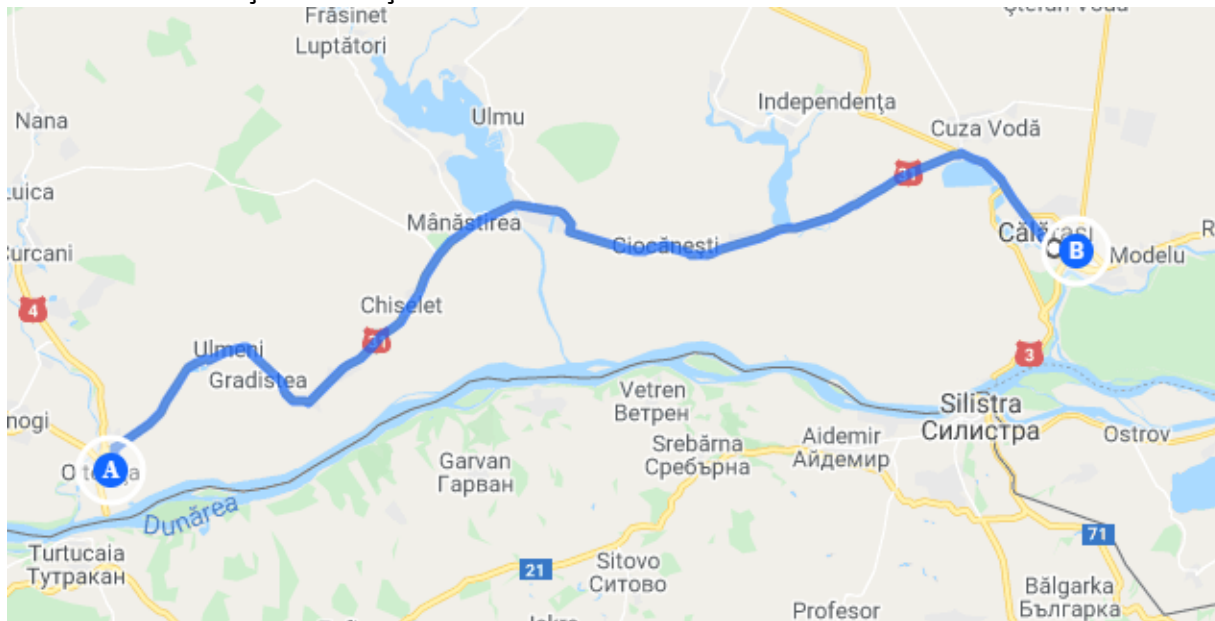 Frăsinet
Luptători
Nana
Ulmu
Independenţa
Cuza Vodă
Luica
Mânăstirea
Ciocăneşti
Călăraşi
B
Modelu
Curcani
4
Chiselet
31
31
Ulmeni
Gradistea
3
Vetren
Ветрен
Silistra
Силистра
Ostrov
A
Garvan
Гарван
Srebărna
Сребърна
Aidemir
Айдемир
Dunărea
Turtucaia
Тутракан
21
Sitovo
Ситово
71
Bălgarka
Българка
Profesor